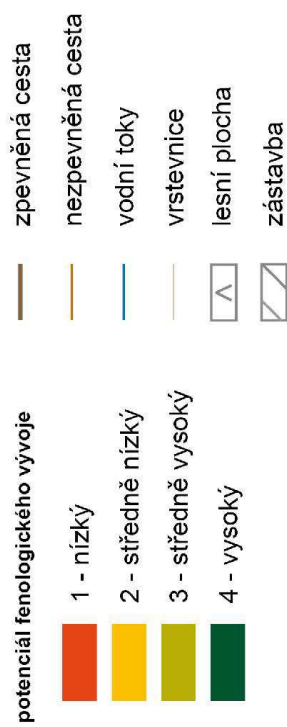 potenciál fenologického vývoje
1 - nízký
2 - středně nízký
3 - středně vysoký
4 - vysoký
zpevněná cesta
nezpevněná cesta
vodní toky
vrstevnice
lesní plocha
zástavba